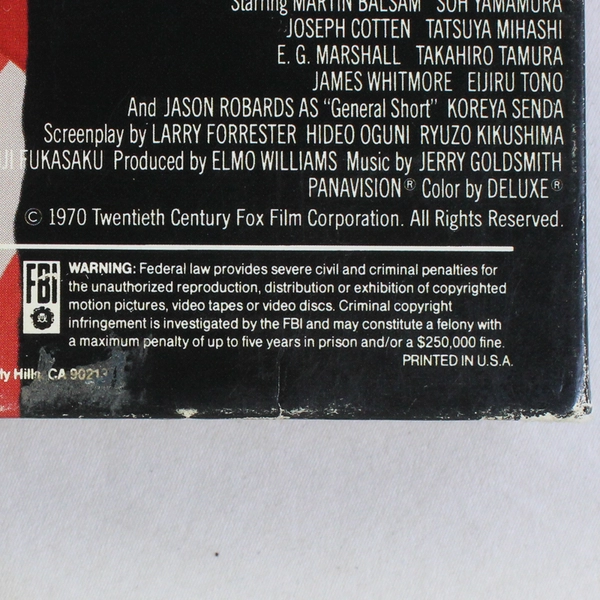 Starring MARTIN BALSAM SOH YAMAMURA
JOSEPH COTTEN TATSUYA MIHASHI
E. G. MARSHALL TAKAHIRO TAMURA
JAMES WHITMORE EIJIRU TONO
And JASON ROBARDS AS "General Short" KOREYA SENDA
Screenplay by LARRY FORRESTER HIDEO OGUNI RYUZO KIKUSHIMA
JI FUKASAKU Produced by ELMO WILLIAMS Music by JERRY GOLDSMITH
PANAVISION® Color by DELUXE®
© 1970 Twentieth Century Fox Film Corporation. All Rights Reserved.
FBI
WARNING: Federal law provides severe civil and criminal penalties for
the unauthorized reproduction, distribution or exhibition of copyrighted
motion pictures, video tapes or video discs. Criminal copyright
infringement is investigated by the FBI and may constitute a felony with
a maximum penalty of up to five years in prison and/or a $250,000 fine.
PRINTED IN U.S.A.
ly Hills, CA 90213